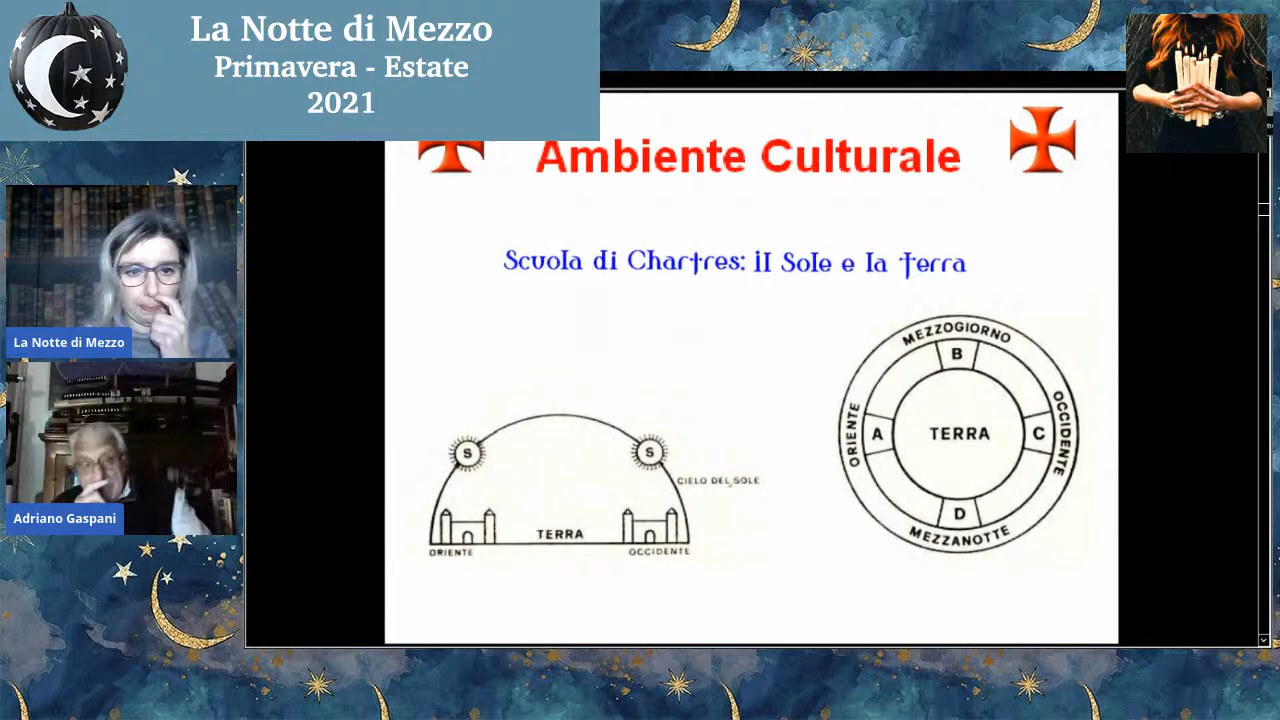 La Notte di Mezzo
Primavera - Estate
2021
Ambiente Culturale
Scuola di Chartres: il Sole e la Terra
La Notte di Mezzo
Adriano Gaspani
S
S
CIELO DEL SOLE
TERRA
ORIENTE
OCCIDENTE
MEZZOGIORNO
B
ORIENTE
A
TERRA
C
OCCIDENTE
D
MEZZANOTTE